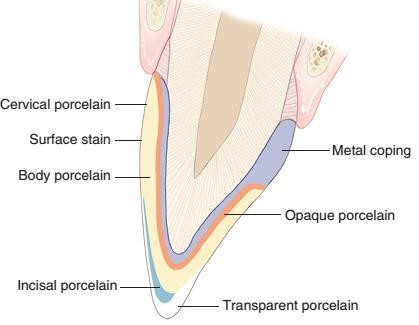 Cervical porcelain
Surface stain
Body porcelain
Metal coping
Opaque porcelain
Incisal porcelain
Transparent porcelain